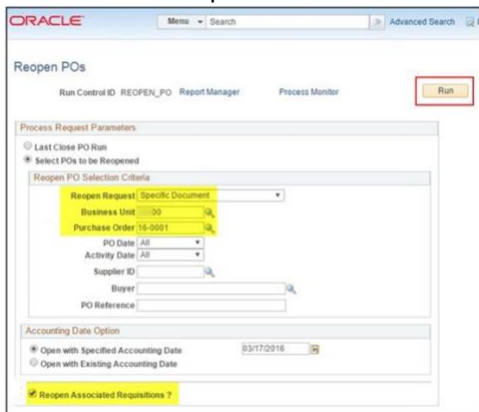 ORACLE Menu Search Advanced Search
Reopen POs
Run Control ID REOPEN_PO Report Manager Process Monitor Run
Process Request Parameters
Last Close PO Run
Select POs to be Reopened
Reopen PO Selection Criteria
Reopen Request Specific Document
Business Unit 00
Purchase Order 16-0001
PO Date All
Activity Date All
Supplier ID
Buyer
PO Reference
Accounting Date Option
Open with Specified Accounting Date 03/17/2016
Open with Existing Accounting Date
Reopen Associated Requisitions ?